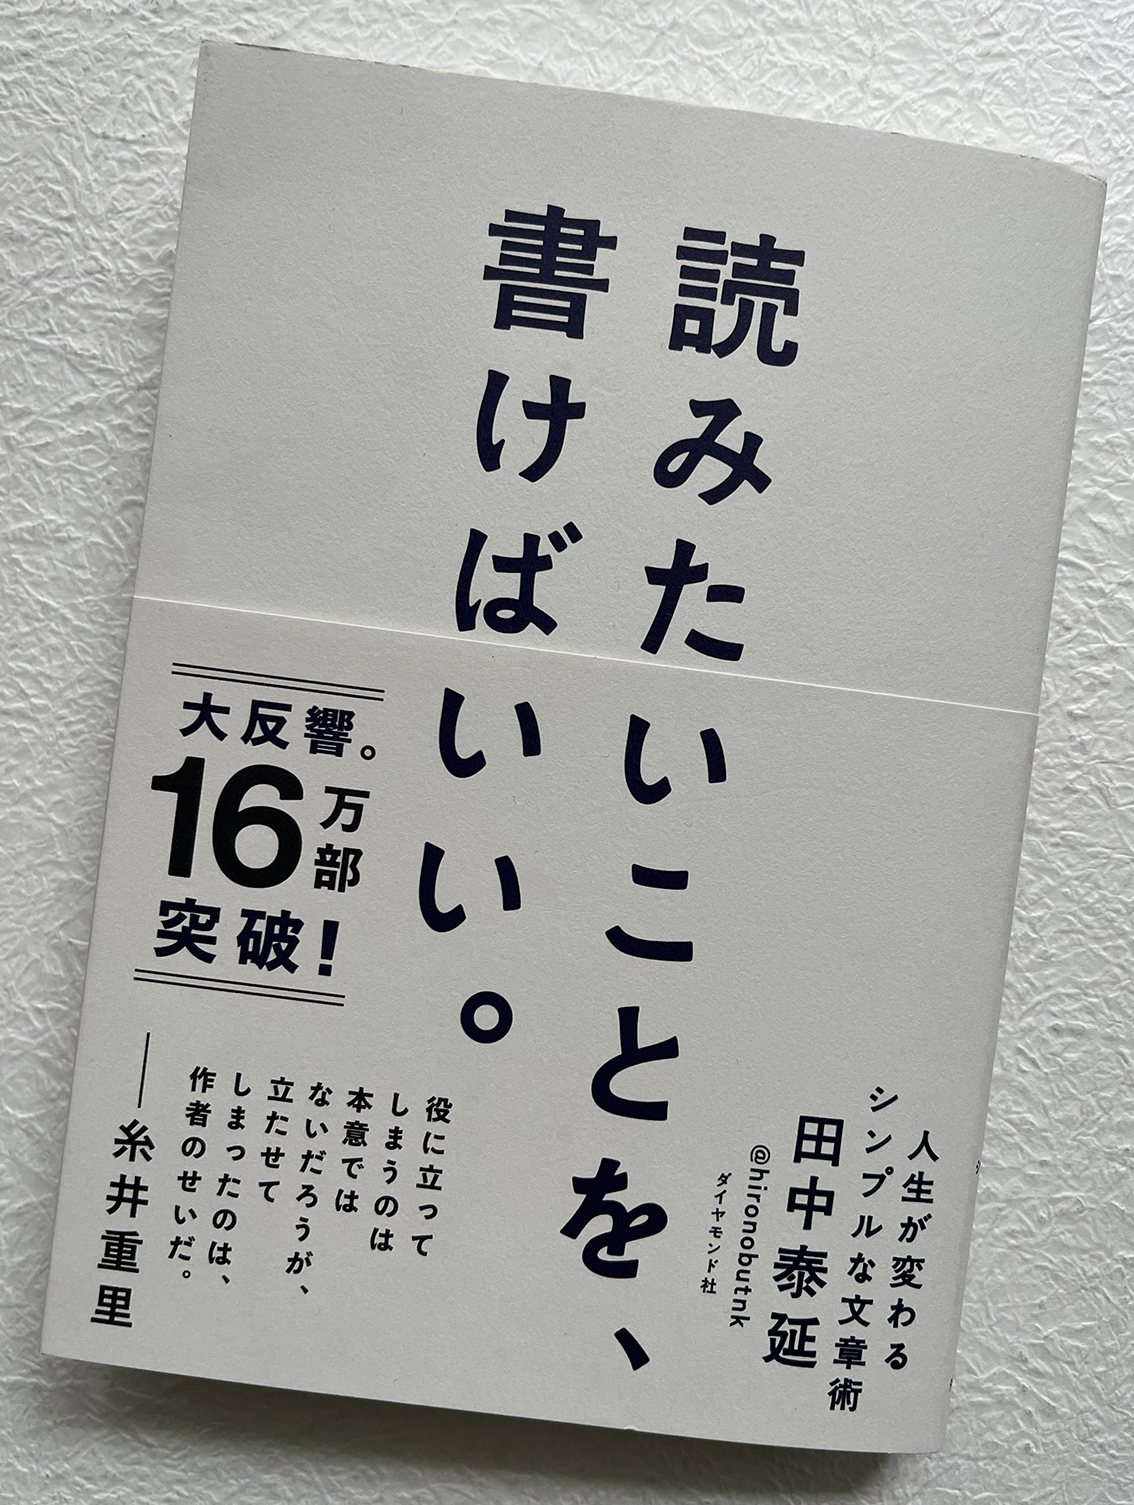 読みたいことを、
書けばいい。
人生が変わる
シンプルな文章術
田中泰延
@hironobutnk
ダイヤモンド社
大反響。
16万部
突破!
役に立って
しまうのは
本意では
ないだろうが、
立たせて
しまったのは、
作者のせいだ。
──糸井重里